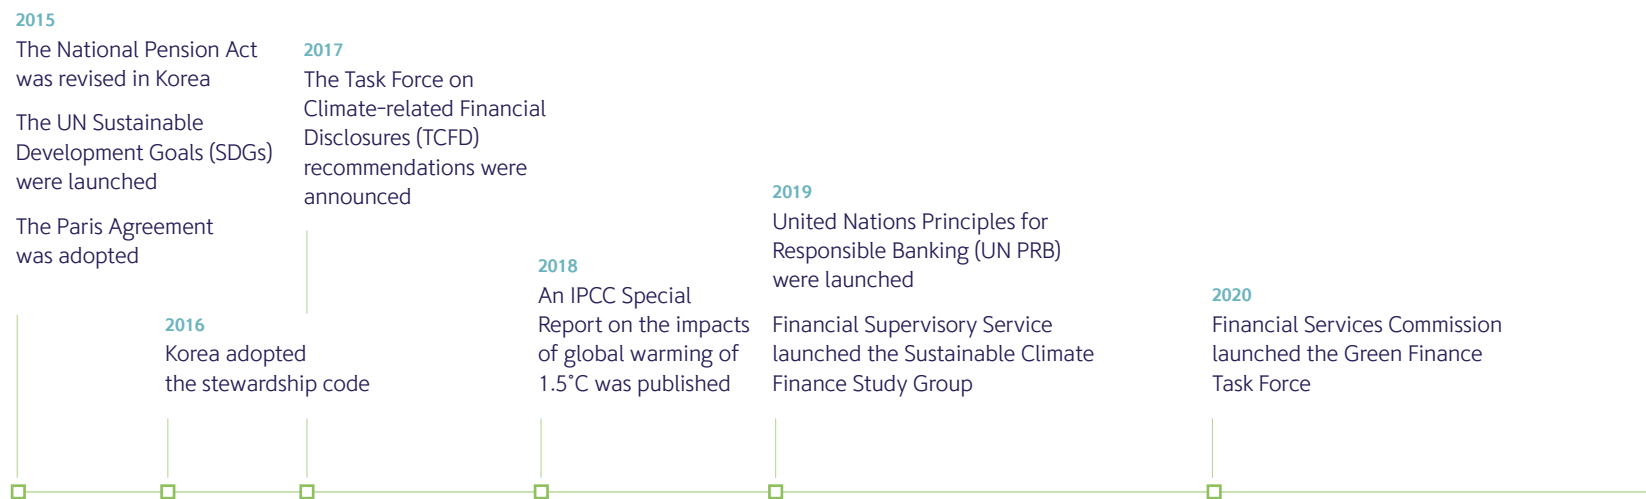 2015
The National Pension Act
was revised in Korea
The UN Sustainable
Development Goals (SDGs)
were launched
The Paris Agreement
was adopted
2016
Korea adopted
the stewardship code
2017
The Task Force on
Climate-related Financial
Disclosures (TCFD)
recommendations were
announced
2018
An IPCC Special
Report on the impacts
of global warming of
1.5˚C was published
2019
United Nations Principles for
Responsible Banking (UN PRB)
were launched
Financial Supervisory Service
launched the Sustainable Climate
Finance Study Group
2020
Financial Services Commission
launched the Green Finance
Task Force